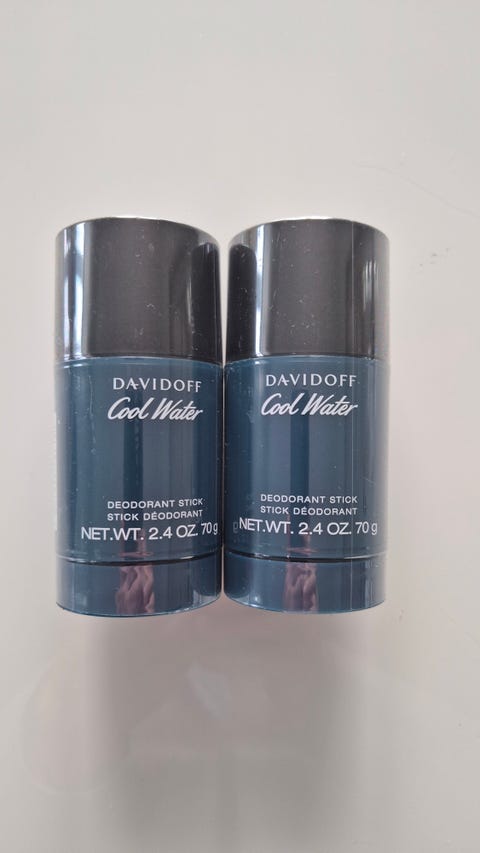 DAVIDOFF
Cool Water
DEODORANT STICK
STICK DÉODORANT
NET.WT. 2.4 OZ. 70 g
DAVIDOFF
Cool Water
DEODORANT STICK
STICK DÉODORANT
NET.WT. 2.4 OZ. 70 g